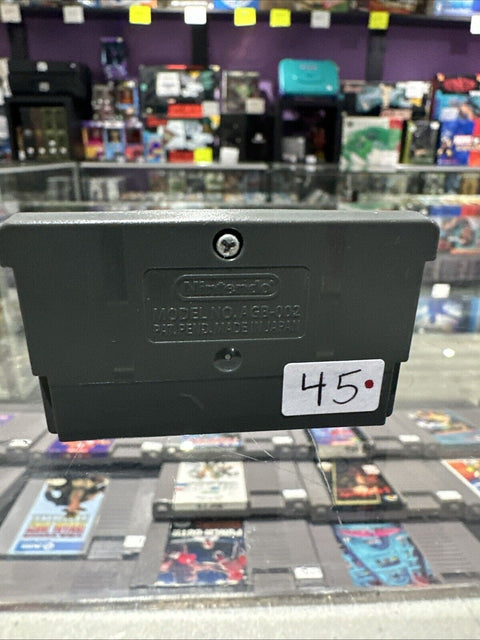 Nintendo
MODEL NO. AGB-002
PAT. PEND. MADE IN JAPAN
45.